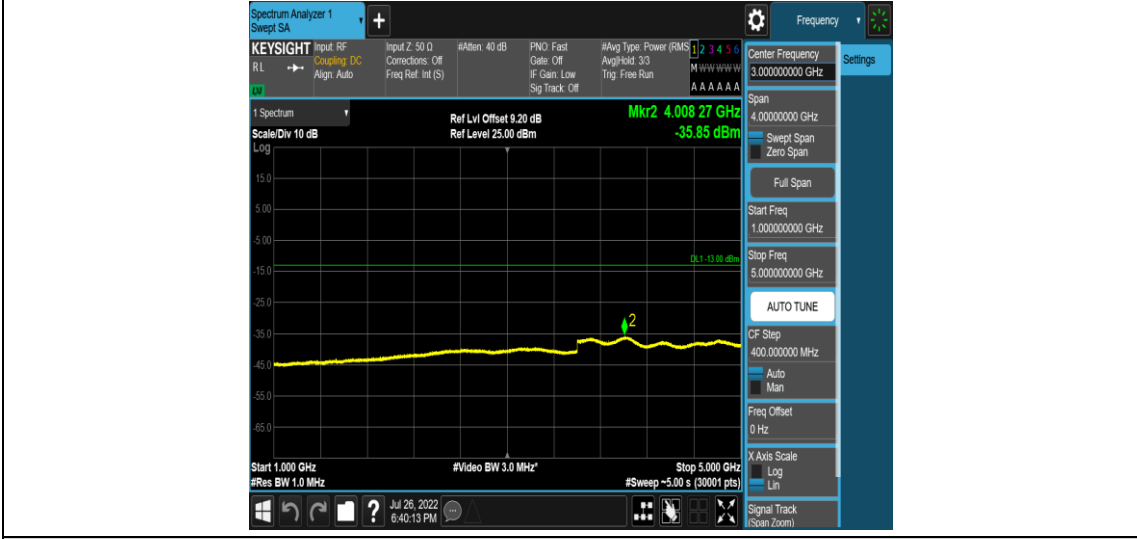 Spectrum Analyzer 1
Swept SA
Frequency
KEYSIGHT
RL
Input: RF
Coupling: DC
Align: Auto
Input Z: 50 Ω
Corrections: Off
Freq Ref: Int (S)
#Atten: 40 dB
PNO: Fast
Gate: Off
IF Gain: Low
Sig Track: Off
#Avg Type: Power (RMS
Avg|Hold: 3/3
Trig: Free Run
1 2 3 4 5 6
M W W W W W
A A A A A A
Center Frequency
3.000000000 GHz
Settings
1 Spectrum
Scale/Div 10 dB
Log
Ref Lvl Offset 9.20 dB
Ref Level 25.00 dBm
Mkr2 4.008 27 GHz
-35.85 dBm
15.0
5.00
-5.00
-15.0
-25.0
-35.0
-45.0
-55.0
-65.0
DL1 -13.00 dBm
2
Start 1.000 GHz
#Res BW 1.0 MHz
#Video BW 3.0 MHz*
Stop 5.000 GHz
#Sweep ~5.00 s (30001 pts)
Span
4.00000000 GHz
Swept Span
Zero Span
Full Span
Start Freq
1.000000000 GHz
Stop Freq
5.000000000 GHz
AUTO TUNE
CF Step
400.000000 MHz
Auto
Man
Freq Offset
0 Hz
X Axis Scale
Log
Lin
Signal Track
(Span Zoom)
?
Jul 26, 2022
6:40:13 PM